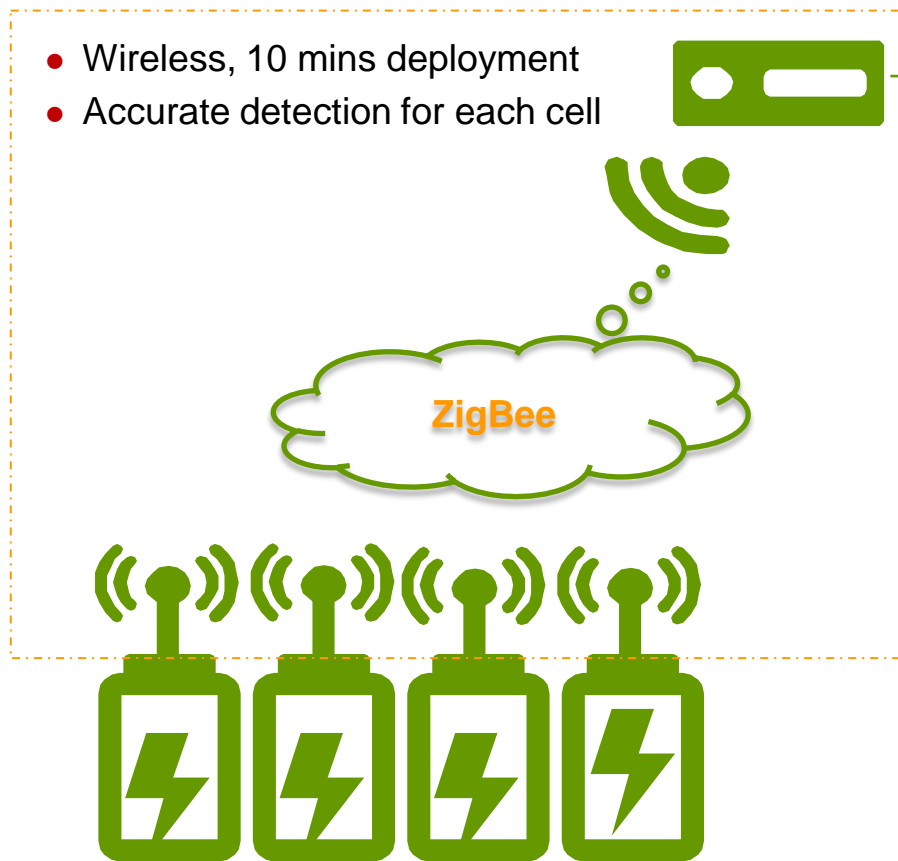 Wireless, 10 mins deployment
Accurate detection for each cell
ZigBee